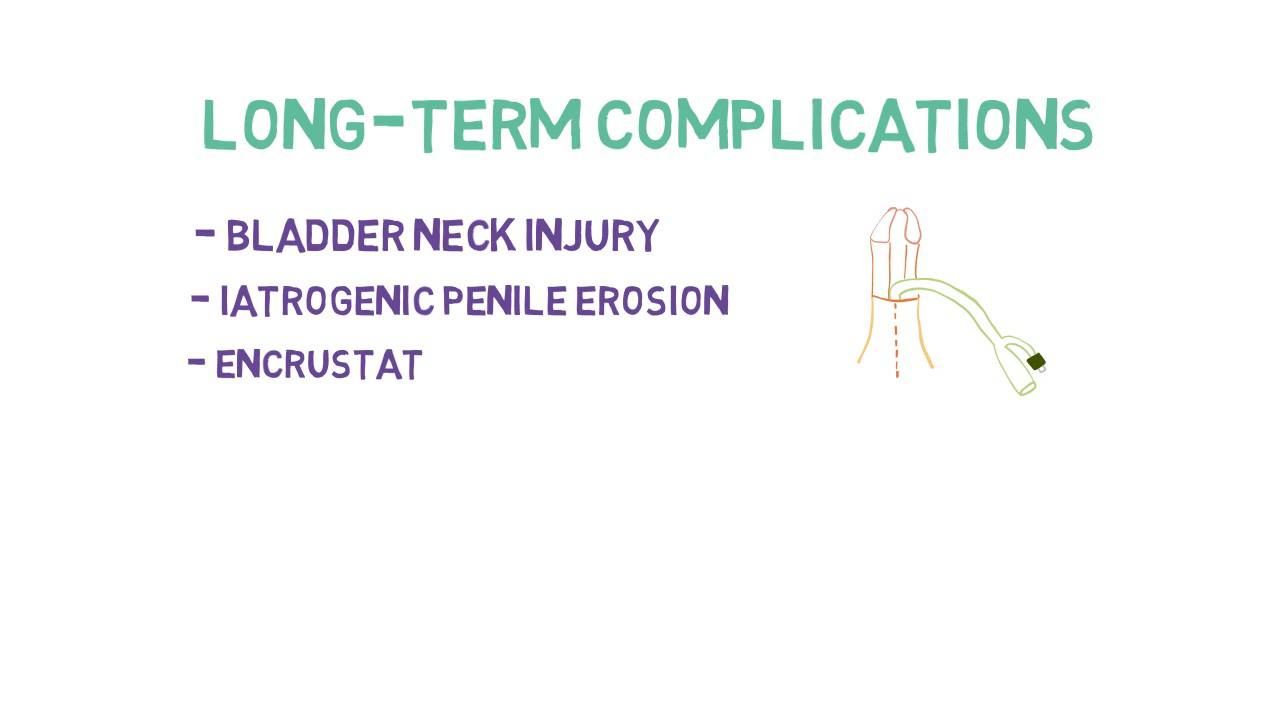 LONG-TERM COMPLICATIONS
- BLADDER NECK INJURY
- IATROGENIC PENILE EROSION
- ENCRUSTAT